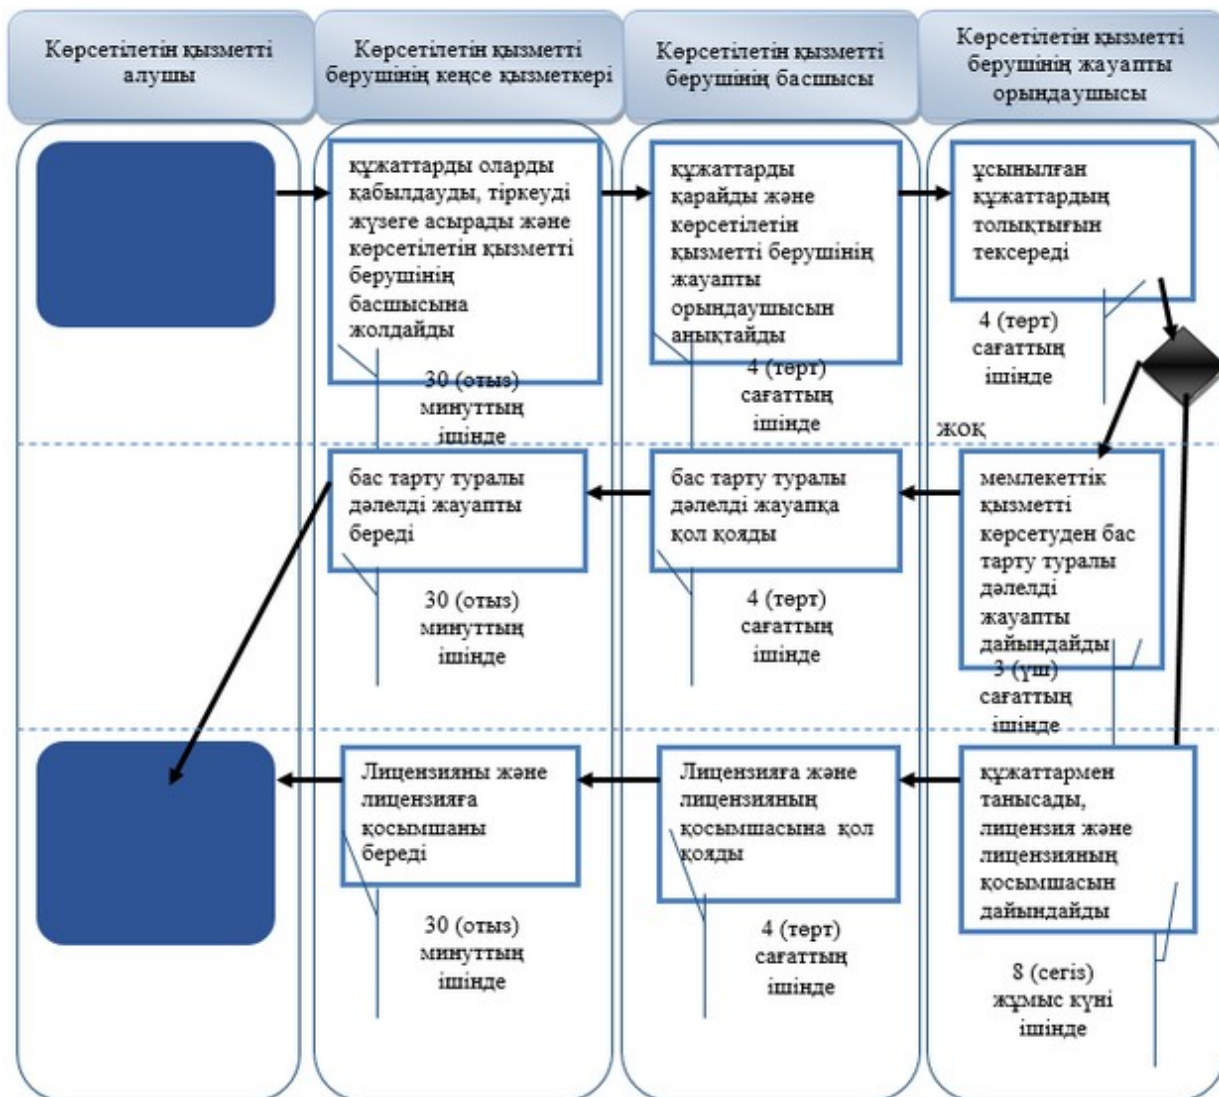 Көрсетілетін қызметті
алушы
Көрсетілетін қызметті
берушінің кеңсе қызметкері
Көрсетілетін қызметті
берушінің басшысы
Көрсетілетін қызметті
берушінің жауапты
орындаушысы
құжаттарды оларды
қабылдауды, тіркеуді
жүзеге асырады және
көрсетілетін қызметті
берушінің
басшысына
жолдайды
30 (отыз)
минуттың
ішінде
құжаттарды
қарайды және
көрсетілетін
қызметті берушінің
жауапты
орындаушысын
анықтайды
4 (төрт)
сағаттың
ішінде
ұсынылған
құжаттардың
толықтығын
тексереді
4 (төрт)
сағаттың
ішінде
жоқ
бас тарту туралы
дәлелді жауапты
береді
30 (отыз)
минуттың
ішінде
бас тарту туралы
дәлелді жауапқа
қол қояды
4 (төрт)
сағаттың
ішінде
мемлекеттік
қызметті
көрсетуден бас
тарту туралы
дәлелді
жауапты
дайындайды
3 (үш)
сағаттың
ішінде
Лицензияны және
лицензияға
қосымшаны
береді
30 (отыз)
минуттың
ішінде
Лицензияға және
лицензияның
қосымшасына қол
қояды
4 (төрт)
сағаттың
ішінде
құжаттармен
танысады,
лицензия және
лицензияның
қосымшасын
дайындайды
8 (сегіз)
жұмыс күні
ішінде